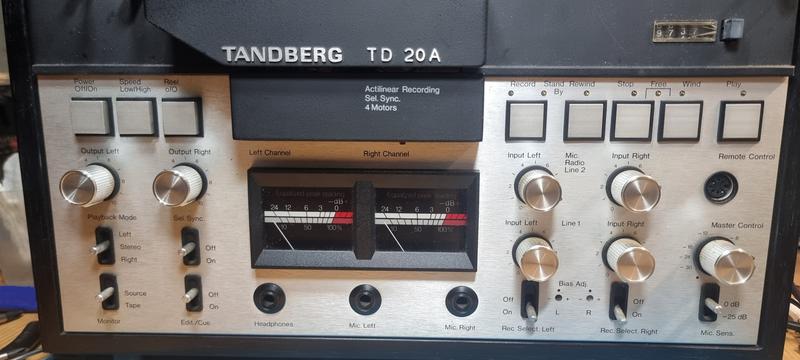 TANDBERG TD 20A
Power
Off/On
Speed
Low/High
Reel
Actilinear Recording
Sel. Sync.
4 Motors
Record
Stand
By
Rewind
Stop
Free
Wind
Play
Output Left
Output Right
Left Channel
Right Channel
Input Left
Mic.
Radio
Line 2
Input Right
Remote Control
Equalized peak reading
-dB+
24 12 6 3 0
10 50 100%
-dB+
24 12 6 3 0
10 50 100%
Playback Mode
Left
Stereo
Right
Sel. Sync.
Off
On
Input Left
Line 1
Input Right
Master Control
Source
Tape
Monitor
Off
On
Edit./Cue.
Headphones
Mic. Left
Mic. Right
Off
On
Rec. Select. Left
Bias Adj.
L
R
Off
On
Rec. Select. Right
0 dB
-25 dB
Mic. Sens.